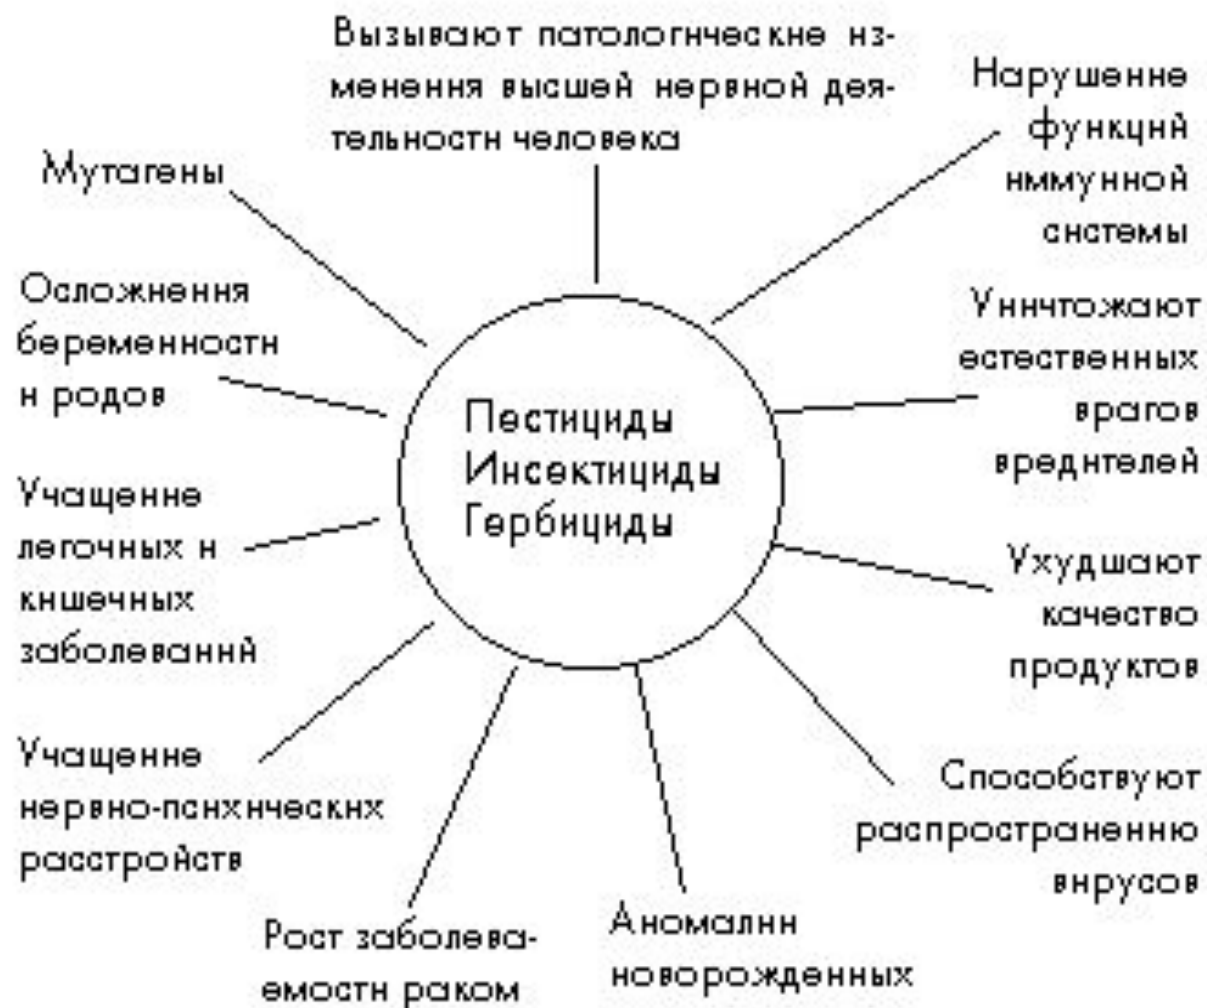 Вызывают патологические из-
менения высшей нервной дея-
тельности человека
Нарушение
функций
иммунной
системы
Уничтожают
естественных
врагов
вредителей
Ухудшают
качество
продуктов
Способствуют
распространению
вирусов
Аномалии
новорожденных
Рост заболева-
емости раком
Учащение
нервно-психических
расстройств
Учащение
легочных и
кишечных
заболеваний
Осложнения
беременности
и родов
Мутагены
Пестициды
Инсектициды
Гербициды